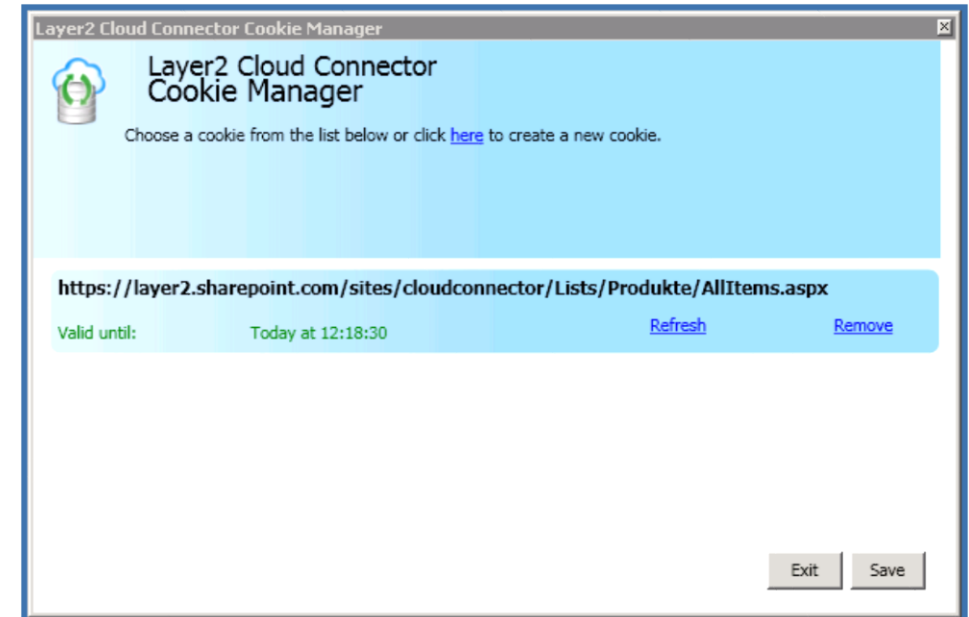 Layer2 Cloud Connector Cookie Manager
Layer2 Cloud Connector
Cookie Manager
Choose a cookie from the list below or click here to create a new cookie.
https://layer2.sharepoint.com/sites/cloudconnector/Lists/Produkte/AllItems.aspx
Valid until: Today at 12:18:30 Refresh Remove
Exit Save